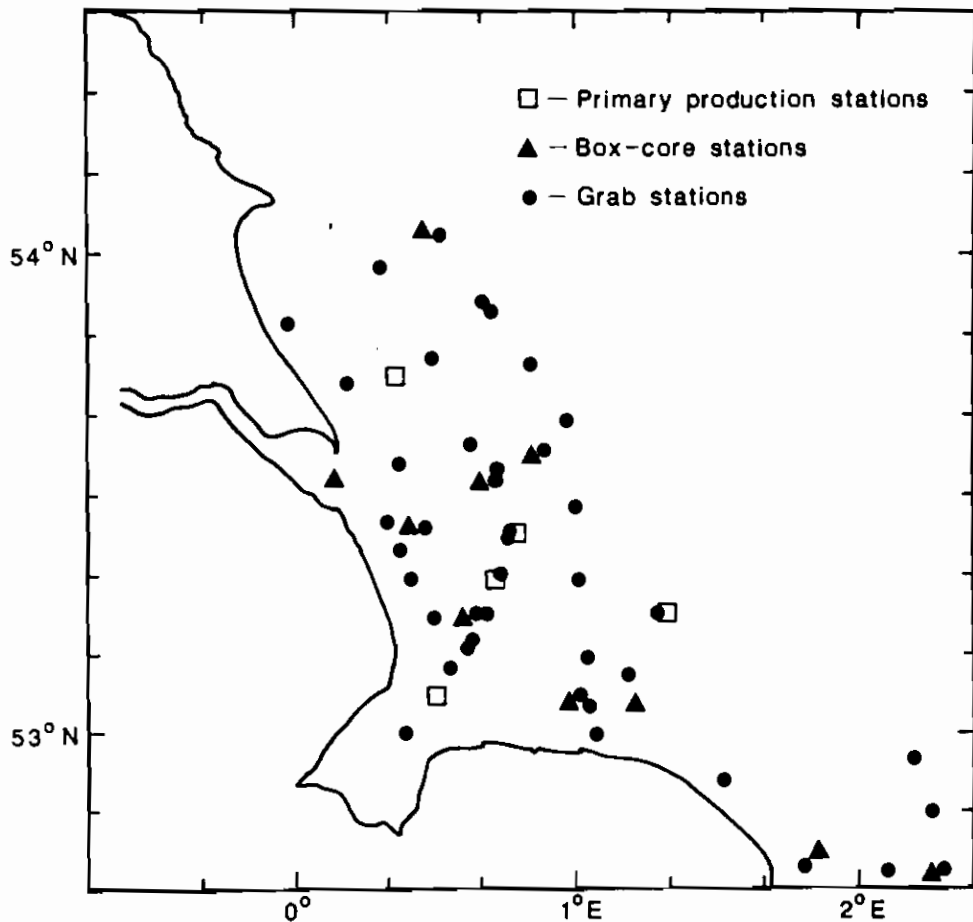 □ — Primary production stations
▲ — Box-core stations
● — Grab stations
54°N
53°N
0°
1°E
2°E